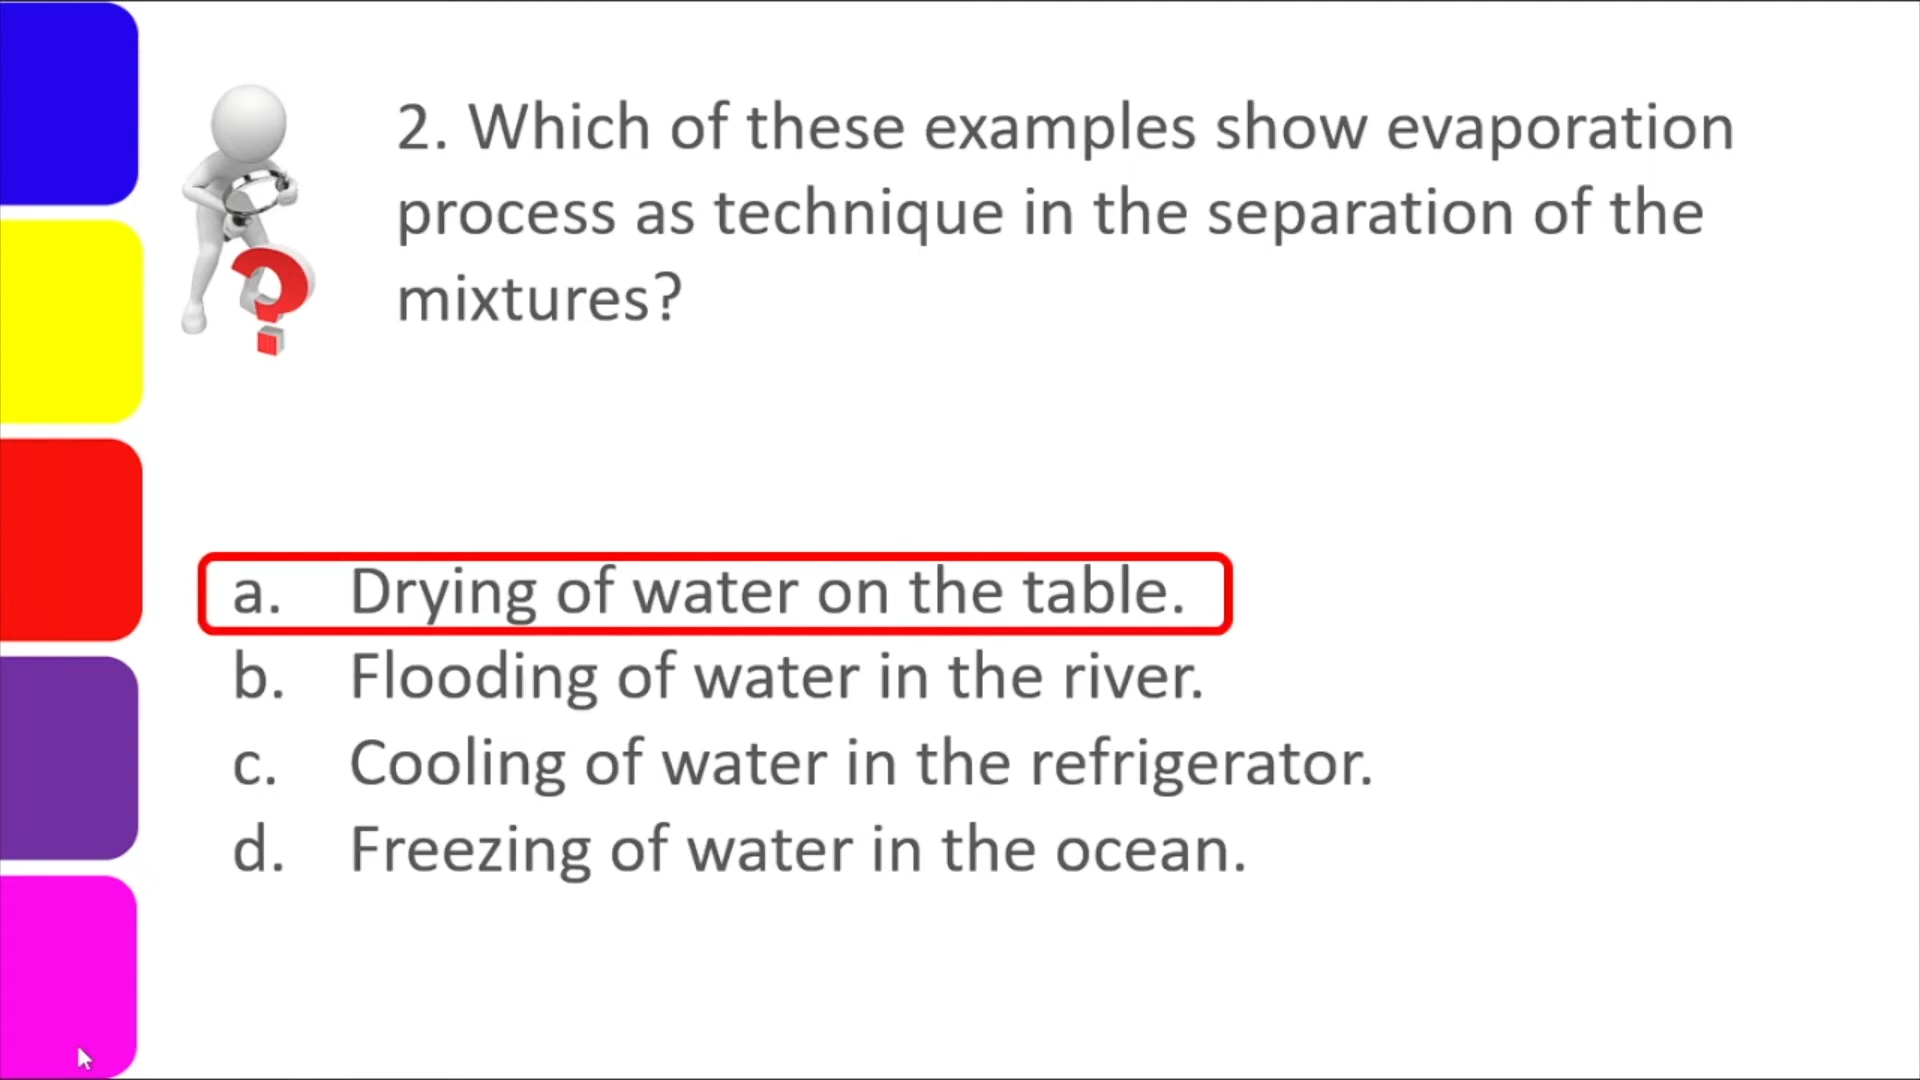 2. Which of these examples show evaporation
process as technique in the separation of the
mixtures?
a. Drying of water on the table.
b. Flooding of water in the river.
c. Cooling of water in the refrigerator.
d. Freezing of water in the ocean.